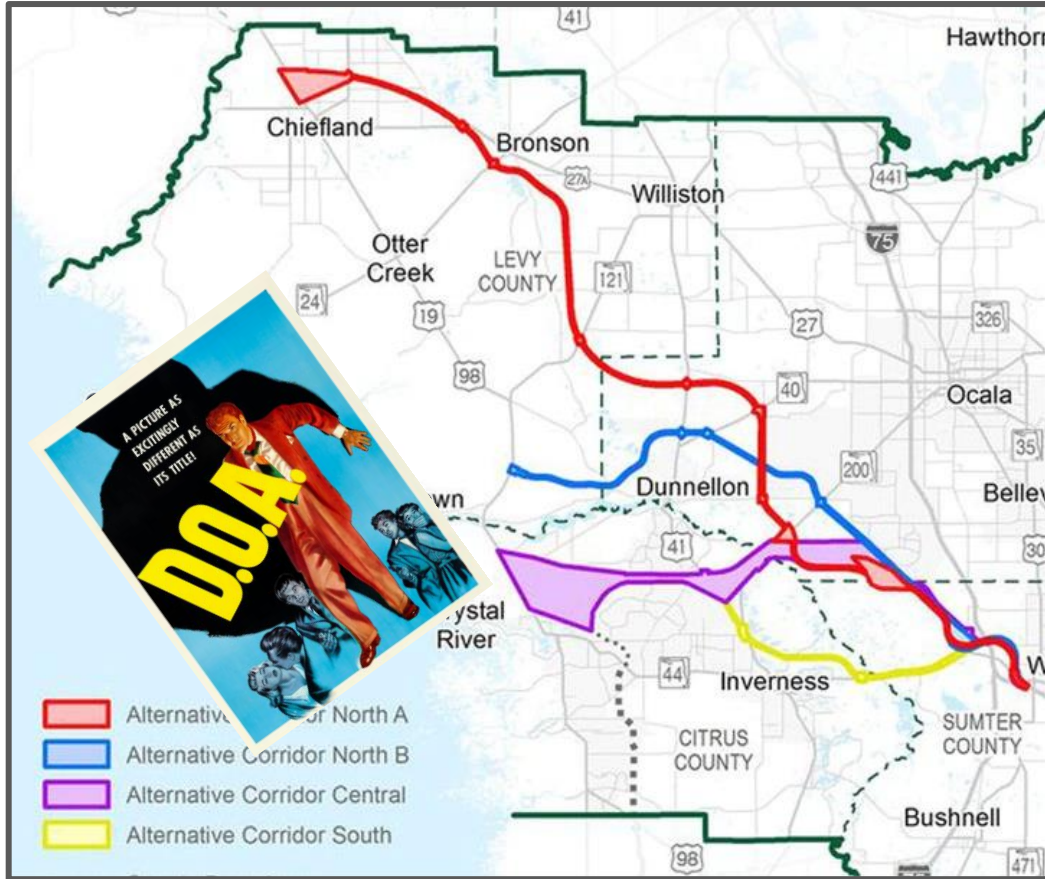 41
Hawthorn
Chiefland
Bronson
27A
441
Williston
75
Otter
Creek
LEVY
COUNTY
121
24
19
27
326
98
40
Ocala
A PICTURE AS
EXCITINGLY
DIFFERENT AS
ITS TITLE!
D.O.A.
35
200
Dunnellon
Bellev
wn
41
30
ystal
River
44
Inverness
W
SUMTER
COUNTY
CITRUS
COUNTY
Alternative or North A
Alternative Corridor North B
Alternative Corridor Central
Alternative Corridor South
Bushnell
98
471